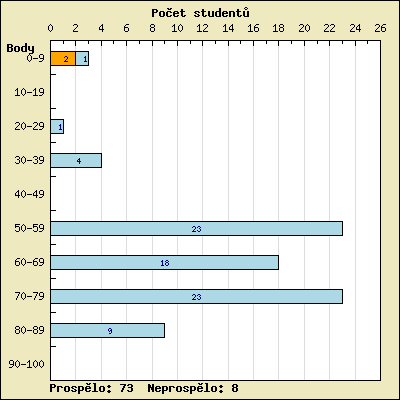 Počet studentů
0 2 4 6 8 10 12 14 16 18 20 22 24 26
Body
0-9 2 1
10-19
20-29 1
30-39 4
40-49
50-59 23
60-69 18
70-79 23
80-89 9
90-100
Prospělo: 73 Neprospělo: 8